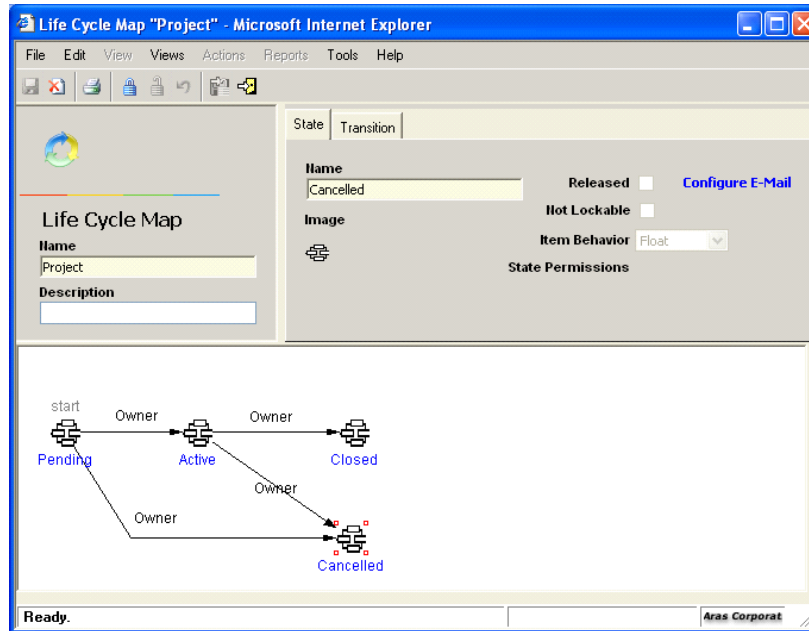 Life Cycle Map "Project" - Microsoft Internet Explorer
File Edit View Views Actions Reports Tools Help
State Transition
Name
Cancelled
Released
Configure E-Mail
Not Lockable
Image
Item Behavior Float
State Permissions
Life Cycle Map
Name
Project
Description
start
Owner Owner
Pending Active Closed
Owner
Owner
Cancelled
Ready.
Aras Corporat